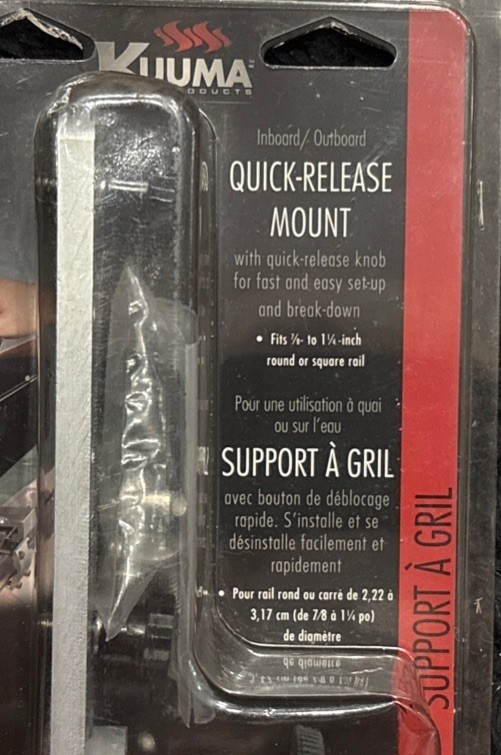 KUUMA™
PRODUCTS
Inboard/ Outboard
QUICK-RELEASE
MOUNT
with quick-release knob
for fast and easy set-up
and break-down
• Fits ⅞- to 1¼-inch
round or square rail
Pour une utilisation à quai
ou sur l'eau
SUPPORT À GRIL
avec bouton de déblocage
rapide. S'installe et se
désinstalle facilement et
rapidement
• Pour rail rond ou carré de 2,22 à
3,17 cm (de 7/8 à 1¼ po)
de diamètre
SUPPORT À GRIL